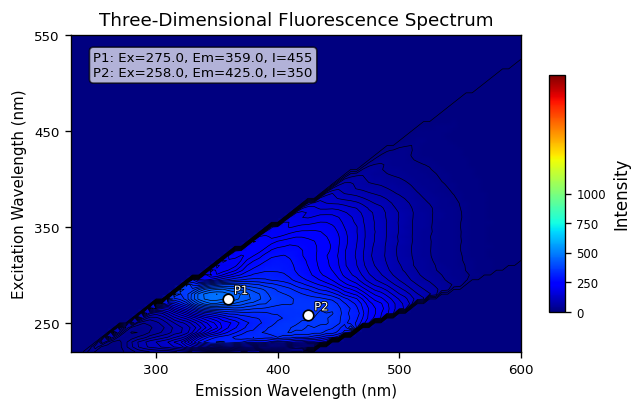 Three-Dimensional Fluorescence Spectrum
P1: Ex=275.0, Em=359.0, I=455
P2: Ex=258.0, Em=425.0, I=350
550
450
350
250
Excitation Wavelength (nm)
P1
P2
300
400
500
600
Emission Wavelength (nm)
1000
750
500
250
0
Intensity